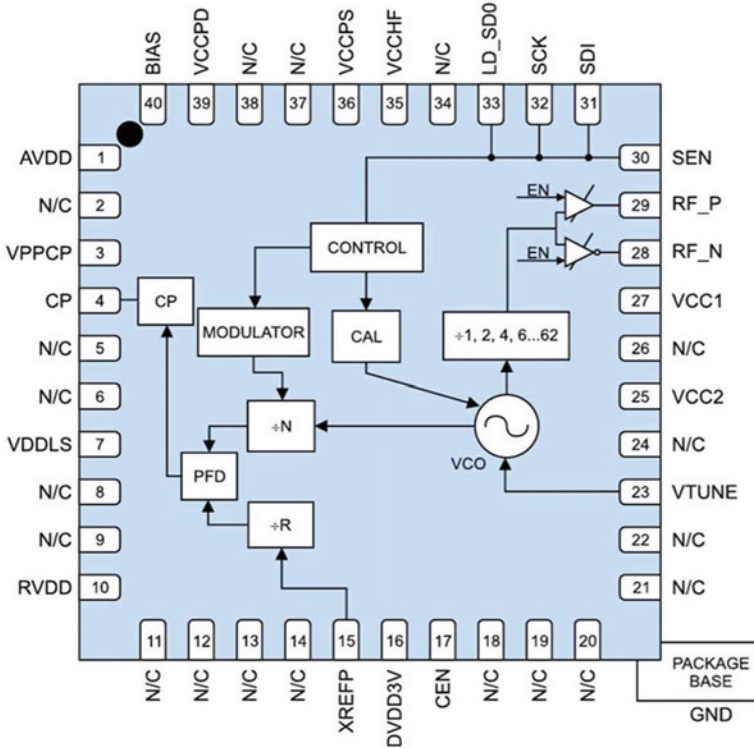 BIAS
VCCPD
N/C
N/C
VCCPS
VCCHF
N/C
LD_SD0
SCK
SDI
40
39
38
37
36
35
34
33
32
31
AVDD 1
30 SEN
N/C 2
EN
29 RF_P
VPPCP 3
CONTROL
EN
28 RF_N
CP 4
CP
27 VCC1
MODULATOR
CAL
÷1, 2, 4, 6...62
N/C 5
26 N/C
N/C 6
÷N
25 VCC2
VDDLS 7
VCO
24 N/C
PFD
N/C 8
23 VTUNE
÷R
N/C 9
22 N/C
RVDD 10
21 N/C
11
12
13
14
15
16
17
18
19
20
N/C
N/C
N/C
N/C
XREFP
DVDD3V
CEN
N/C
N/C
N/C
PACKAGE
BASE
GND